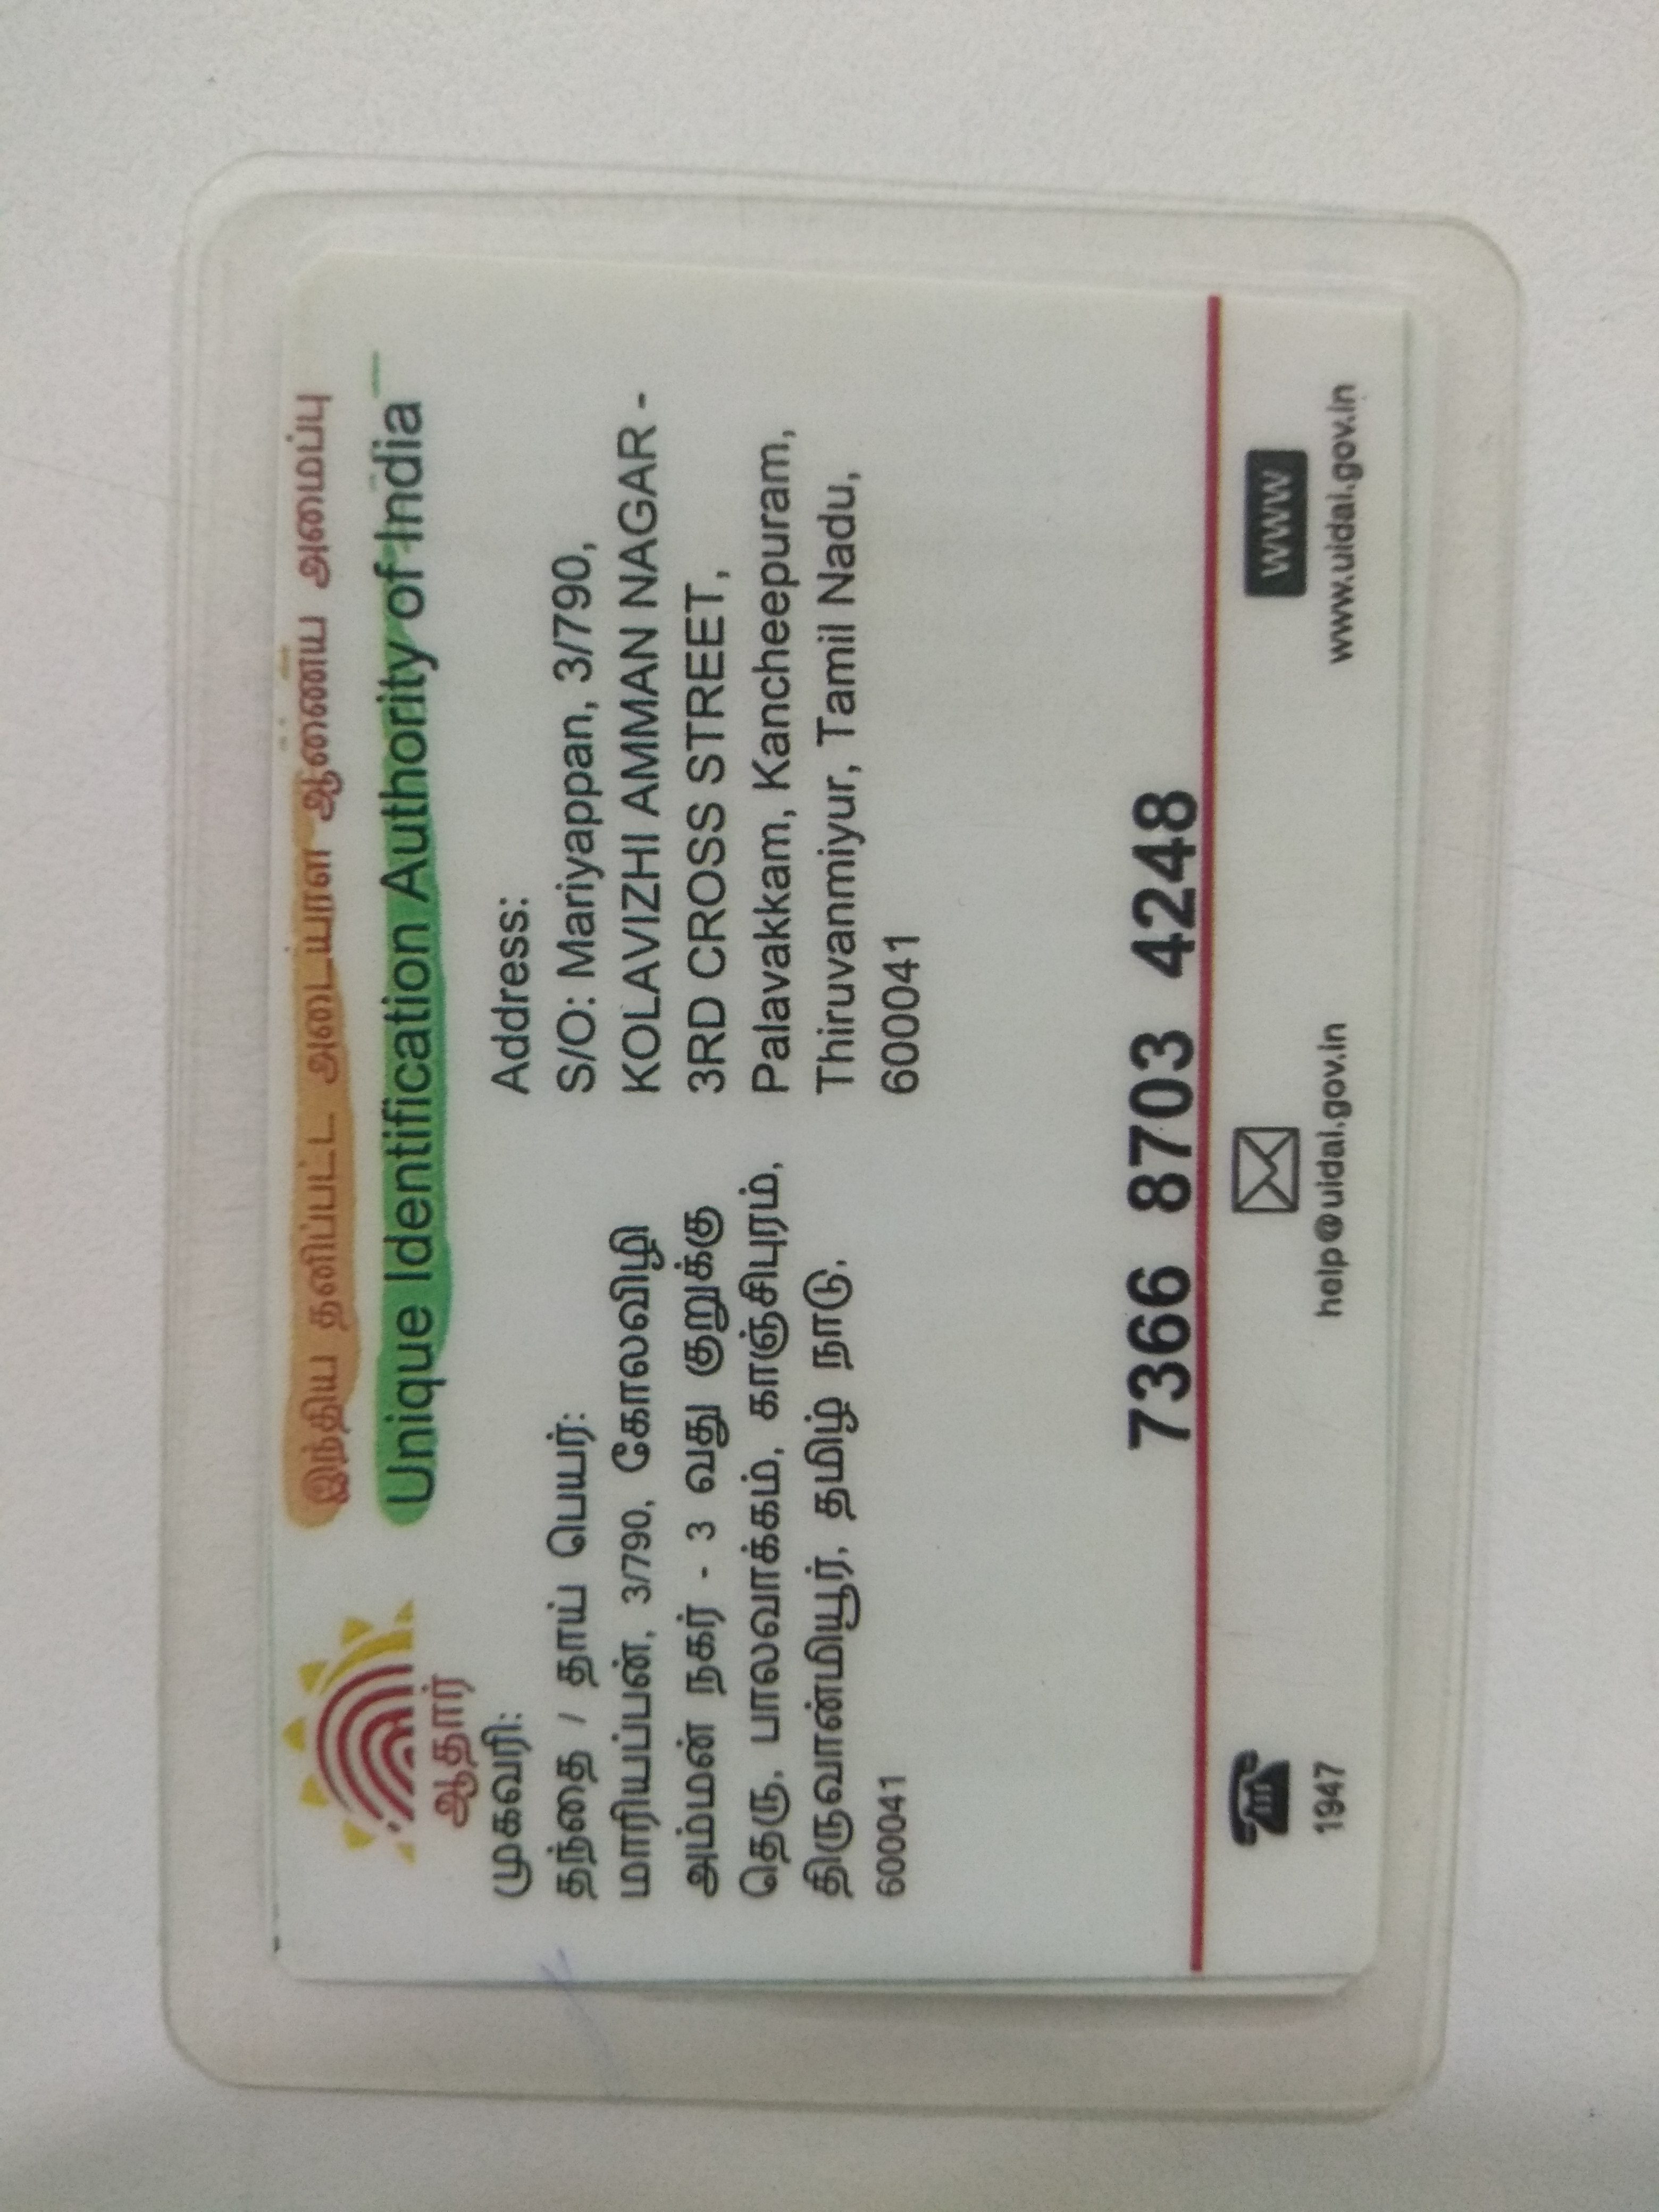 இந்திய தனிப்பட்ட அடையாள ஆணைய அமைப்பு
Unique Identification Authority of India
ஆதார்
முகவரி:
தந்தை / தாய் பெயர்:
மாரியப்பன், 3/790, கோலவிழி
அம்மன் நகர் - 3 வது குறுக்கு
தெரு, பாலவாக்கம், காஞ்சிபுரம்,
திருவான்மியூர், தமிழ் நாடு,
600041
Address:
S/O: Mariyappan, 3/790,
KOLAVIZHI AMMAN NAGAR -
3RD CROSS STREET,
Palavakkam, Kancheepuram,
Thiruvanmiyur, Tamil Nadu,
600041
7366 8703 4248
1947
help@uidai.gov.in
www
www.uidai.gov.in